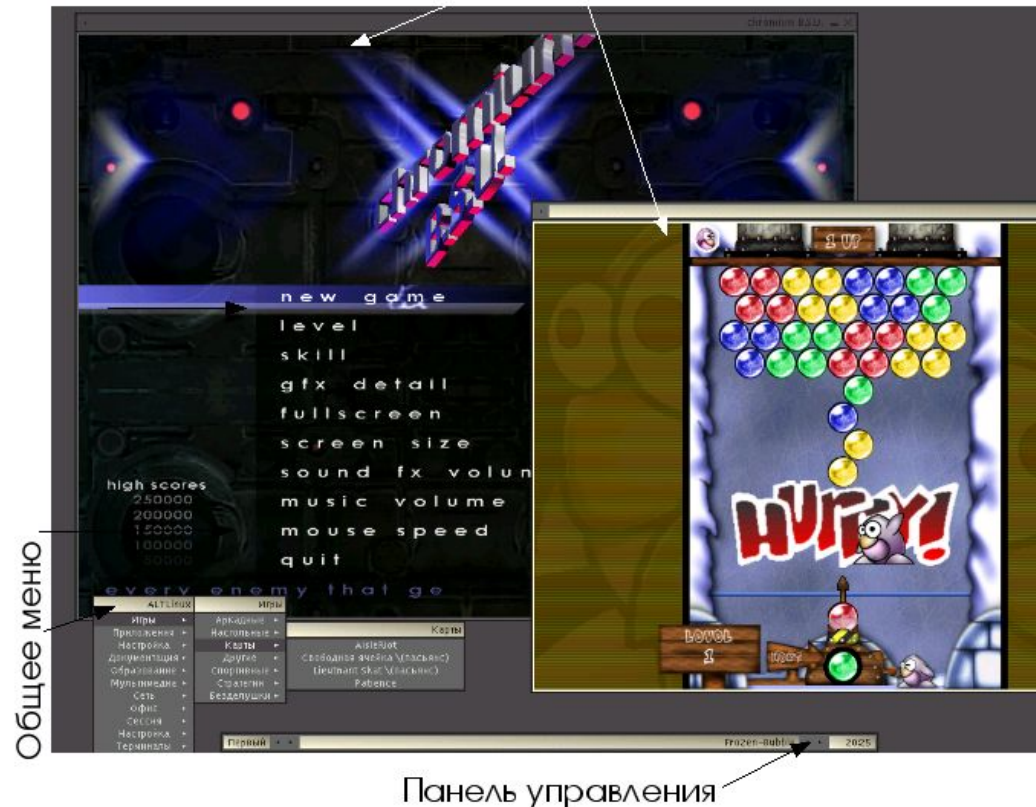 chromium B.S.U.
1 UP
new game
level
skill
gfx detail
fullscreen
screen size
sound fx volun
music volume
mouse speed
quit
high scores
250000
200000
150000
100000
50000
every enemy that ge
HURRY!
LEVEL
1
NEXT
Общее меню
ALTLinux
Игры
Приложения
Настройка
Документация
Образование
Мультимедиа
Сеть
Офис
Сессия
Настройка
Терминалы
Игры
Аркадные
Настольные
Карты
Другие
Спортивные
Стратегии
Безделушки
Карты
AisleRiot
Свободная ячейка \(пасьянс)
Lieutnant Skat \(пасьянс)
Patience
Первый
Frozen-Bubble
2025
Панель управления